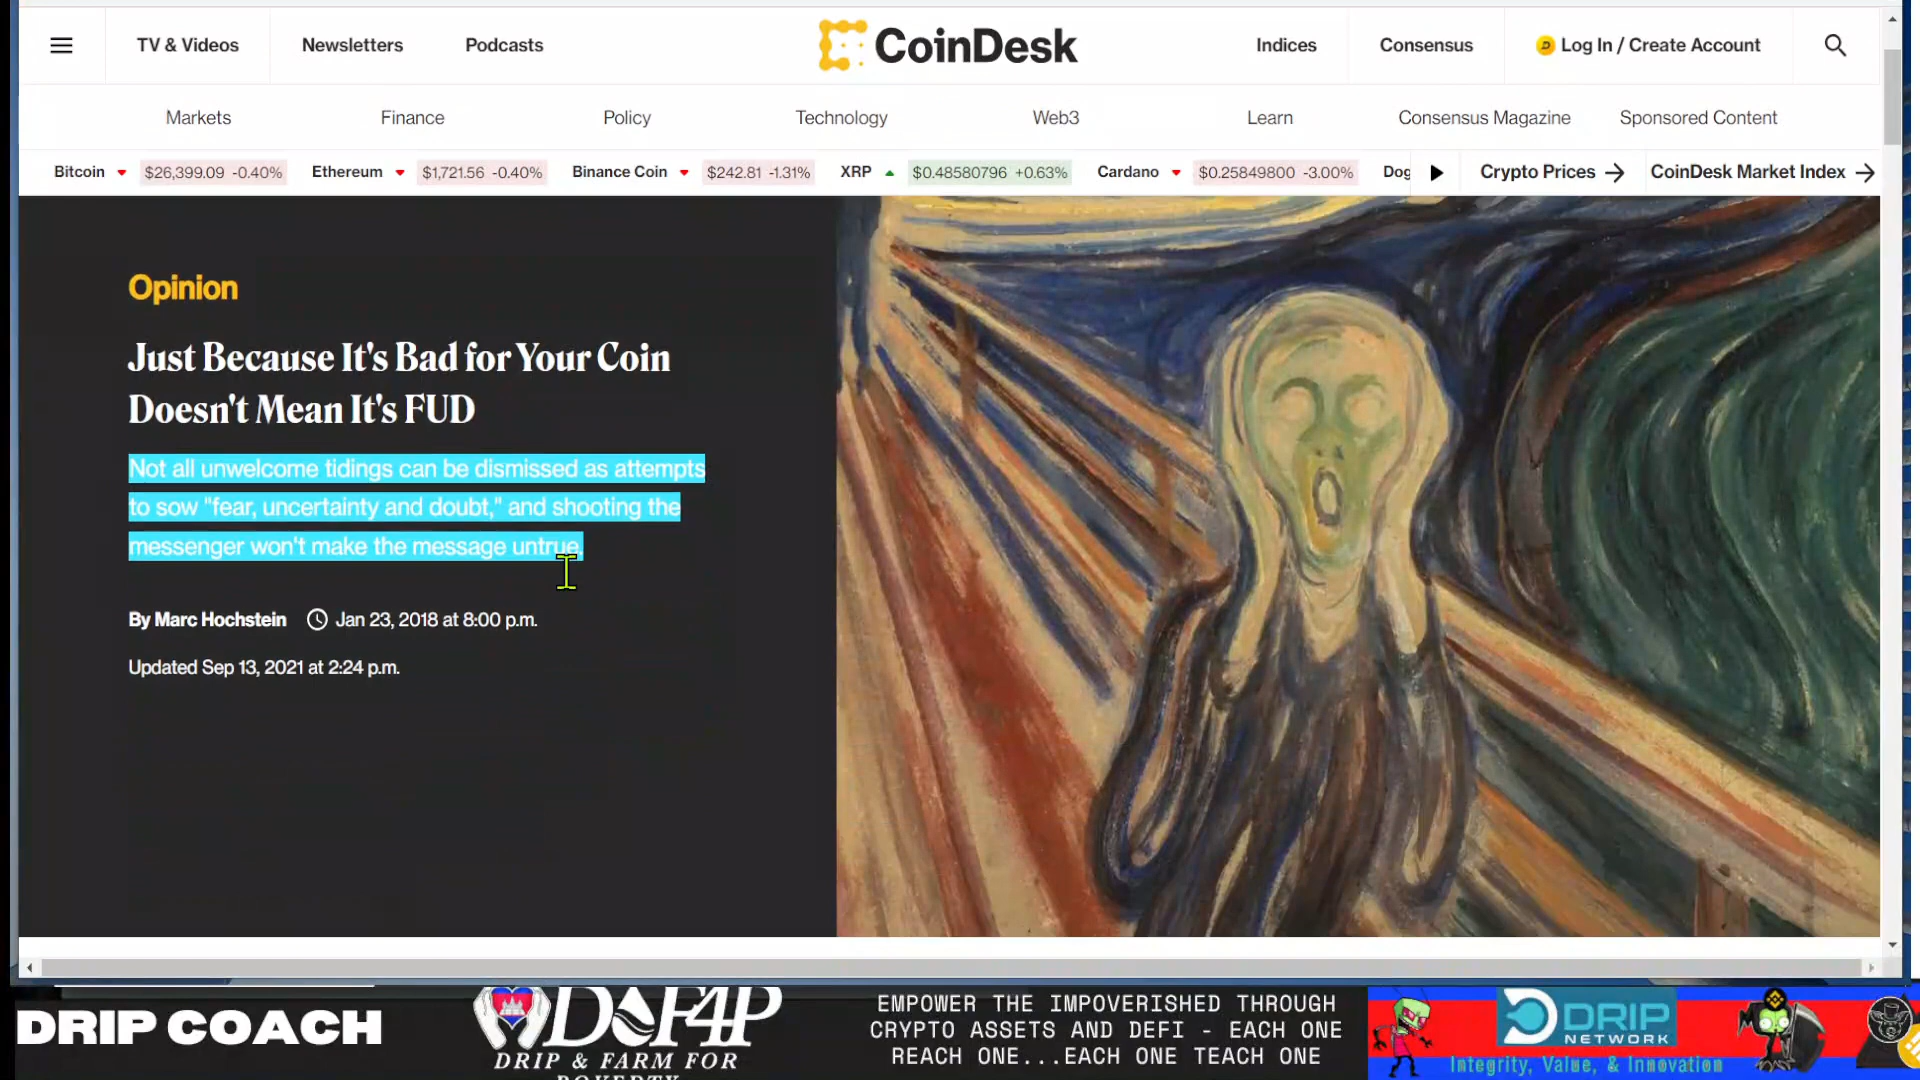 TV & Videos
Newsletters
Podcasts
CoinDesk
Indices
Consensus
Log In / Create Account
Markets
Finance
Policy
Technology
Web3
Learn
Consensus Magazine
Sponsored Content
Bitcoin $26,399.09 -0.40%
Ethereum $1,721.56 -0.40%
Binance Coin $242.81 -1.31%
XRP $0.48580796 +0.63%
Cardano $0.25849800 -3.00%
Dog
Crypto Prices
CoinDesk Market Index
Opinion
Just Because It's Bad for Your Coin
Doesn't Mean It's FUD
Not all unwelcome tidings can be dismissed as attempts
to sow "fear, uncertainty and doubt," and shooting the
messenger won't make the message untrue.
By Marc Hochstein Jan 23, 2018 at 8:00 p.m.
Updated Sep 13, 2021 at 2:24 p.m.
DRIP COACH
D&F4P
DRIP & FARM FOR
POVERTY
EMPOWER THE IMPOVERISHED THROUGH
CRYPTO ASSETS AND DEFI - EACH ONE
REACH ONE...EACH ONE TEACH ONE
DRIP
NETWORK
Integrity, Value, & Innovation